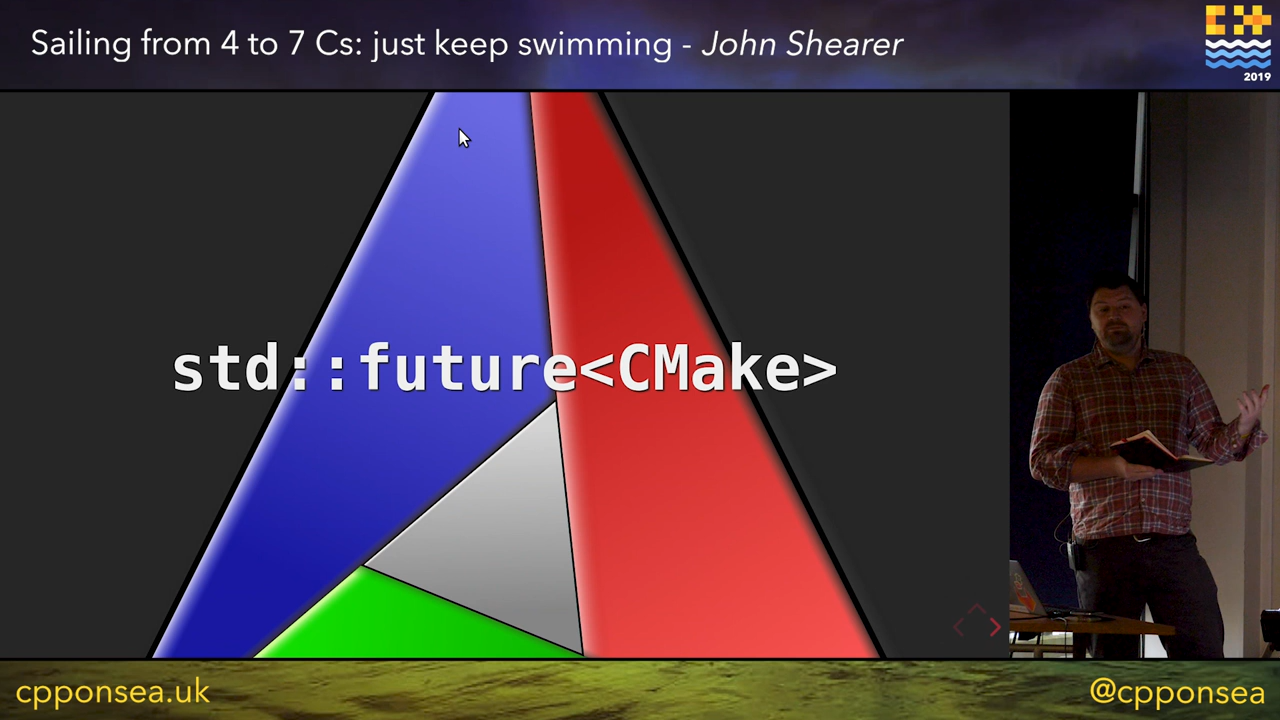 Sailing from 4 to 7 Cs: just keep swimming - John Shearer
C++
2019
std::future<CMake>
cpponsea.uk
@cpponsea